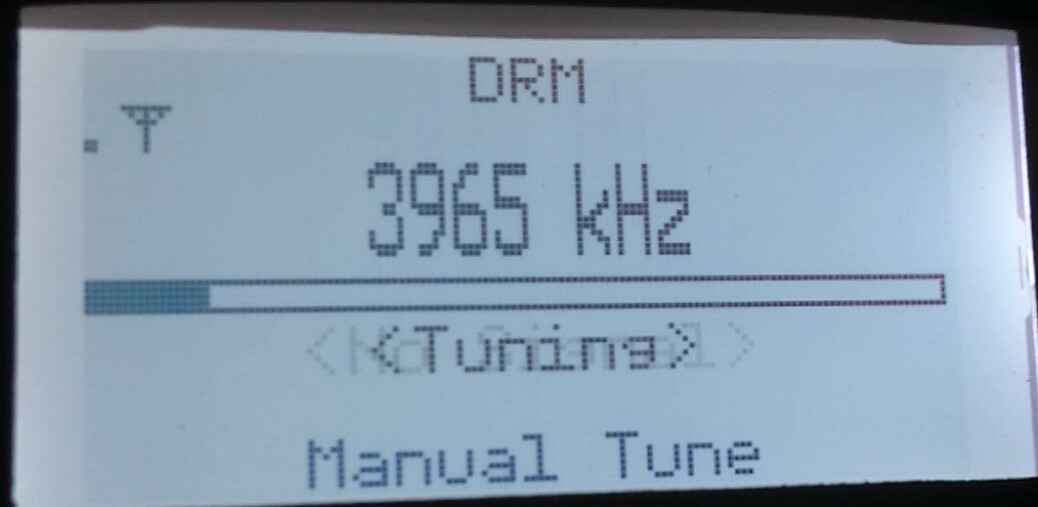 DRM
3965 kHz
<Tuning>
Manual Tune